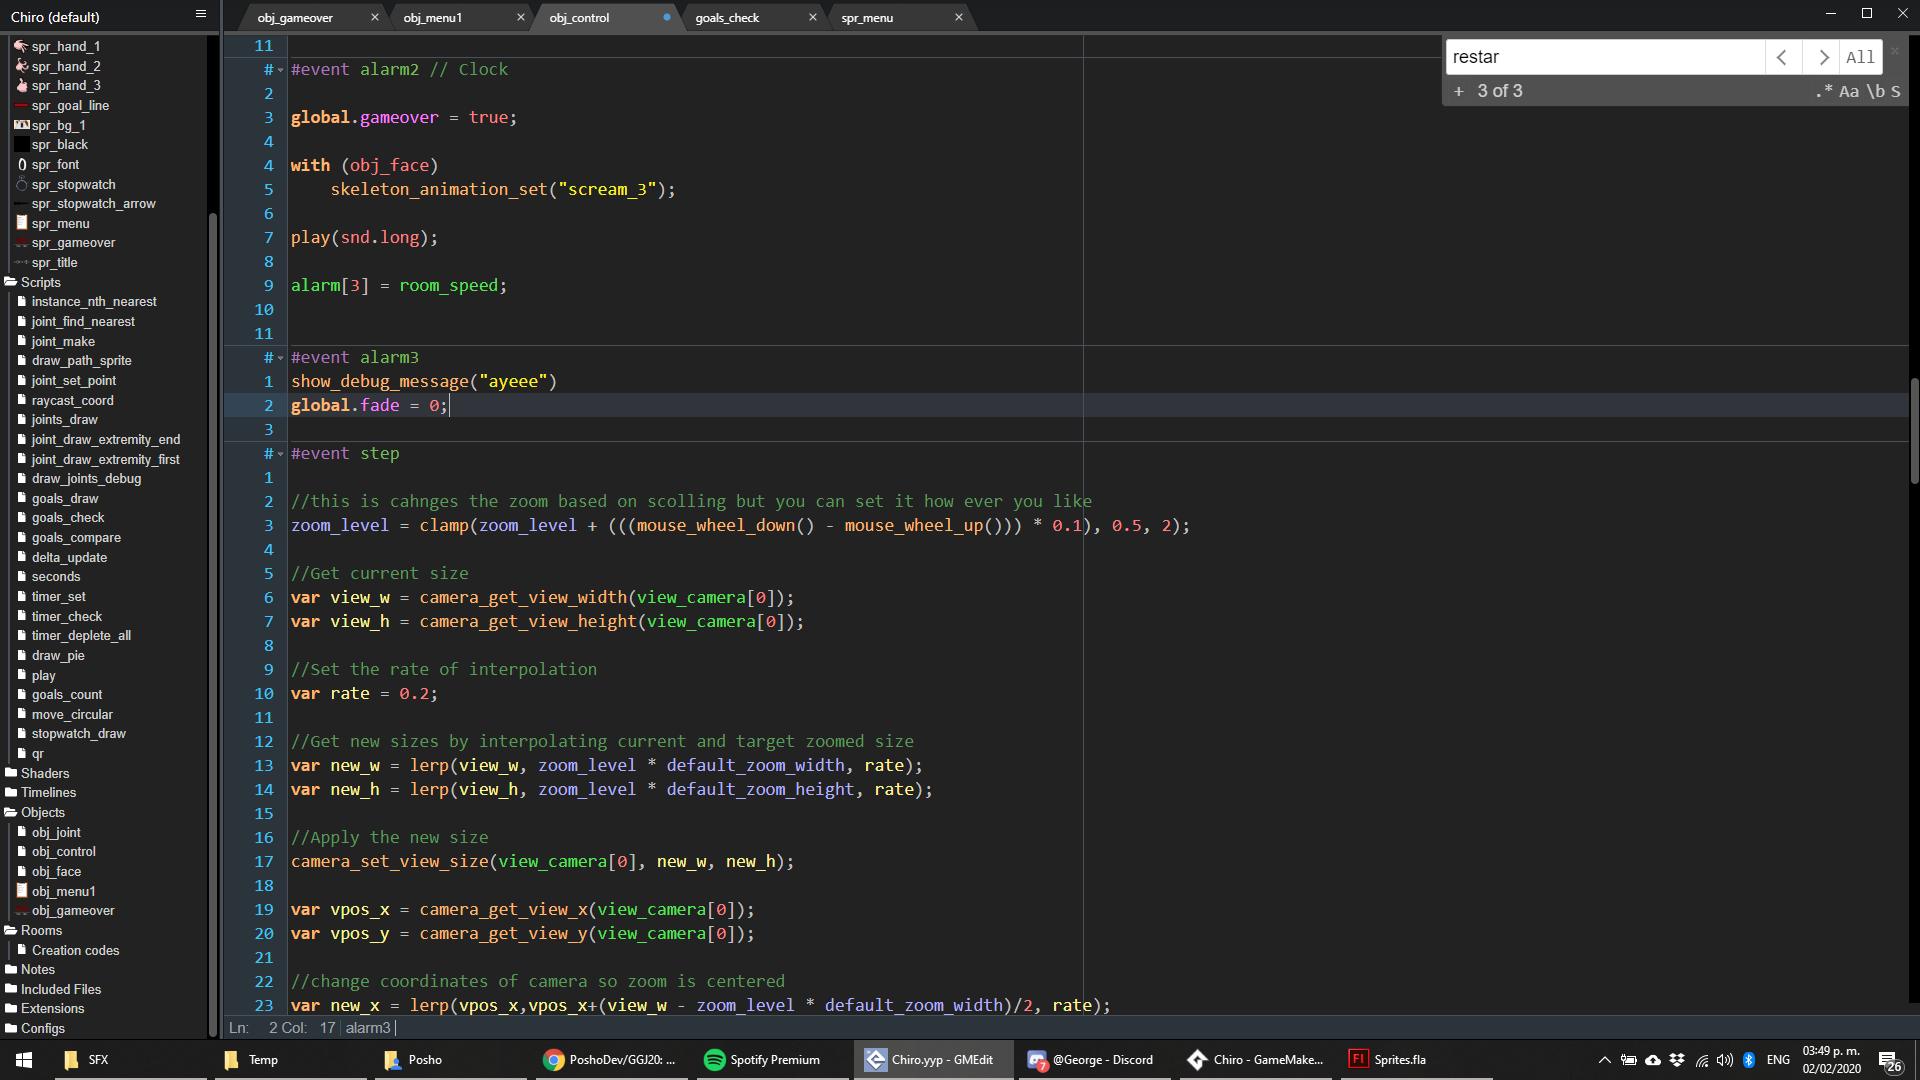 Chiro (default)
obj_gameover
obj_menu1
obj_control
goals_check
spr_menu
spr_hand_1
spr_hand_2
spr_hand_3
spr_goal_line
spr_bg_1
spr_black
spr_font
spr_stopwatch
spr_stopwatch_arrow
spr_menu
spr_gameover
spr_title
Scripts
instance_nth_nearest
joint_find_nearest
joint_make
draw_path_sprite
joint_set_point
raycast_coord
joints_draw
joint_draw_extremity_end
joint_draw_extremity_first
draw_joints_debug
goals_draw
goals_check
goals_compare
delta_update
seconds
timer_set
timer_check
timer_deplete_all
draw_pie
play
goals_count
move_circular
stopwatch_draw
qr
Shaders
Timelines
Objects
obj_joint
obj_control
obj_face
obj_menu1
obj_gameover
Rooms
Creation codes
Notes
Included Files
Extensions
Configs
11
# #event alarm2 // Clock
2
3 global.gameover = true;
4
4 with (obj_face)
5 skeleton_animation_set("scream_3");
6
7 play(snd.long);
8
9 alarm[3] = room_speed;
10
11
# #event alarm3
1 show_debug_message("ayeee")
2 global.fade = 0;
3
# #event step
1
2 //this is cahnges the zoom based on scolling but you can set it how ever you like
3 zoom_level = clamp(zoom_level + (((mouse_wheel_down() - mouse_wheel_up())) * 0.1), 0.5, 2);
4
5 //Get current size
6 var view_w = camera_get_view_width(view_camera[0]);
7 var view_h = camera_get_view_height(view_camera[0]);
8
9 //Set the rate of interpolation
10 var rate = 0.2;
11
12 //Get new sizes by interpolating current and target zoomed size
13 var new_w = lerp(view_w, zoom_level * default_zoom_width, rate);
14 var new_h = lerp(view_h, zoom_level * default_zoom_height, rate);
15
16 //Apply the new size
17 camera_set_view_size(view_camera[0], new_w, new_h);
18
19 var vpos_x = camera_get_view_x(view_camera[0]);
20 var vpos_y = camera_get_view_y(view_camera[0]);
21
22 //change coordinates of camera so zoom is centered
23 var new_x = lerp(vpos_x,vpos_x+(view_w - zoom_level * default_zoom_width)/2, rate);
restar
All
+ 3 of 3
.* Aa \b S
Ln: 2 Col: 17 alarm3
SFX
Temp
Posho
PoshoDev/GGJ20: ...
Spotify Premium
Chiro.yyp - GMEdit
7
@George - Discord
Chiro - GameMake...
Fl
Sprites.fla
ENG
03:49 p. m.
02/02/2020
26